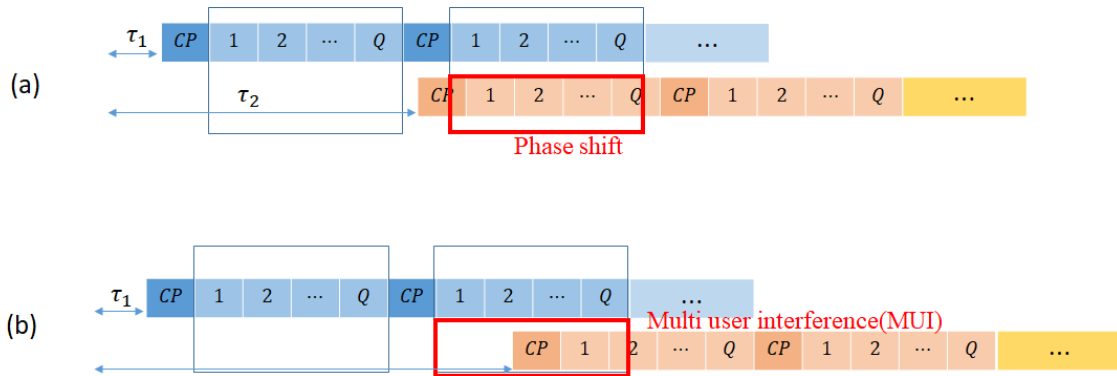 τ₁ CP 1 2 ⋯ Q CP 1 2 ⋯ Q ...
(a)
τ₂ CP 1 2 ⋯ Q CP 1 2 ⋯ Q ...
Phase shift
τ₁ CP 1 2 ⋯ Q CP 1 2 ⋯ Q ...
(b)
Multi user interference(MUI)
CP 1 2 ⋯ Q CP 1 2 ⋯ Q ...